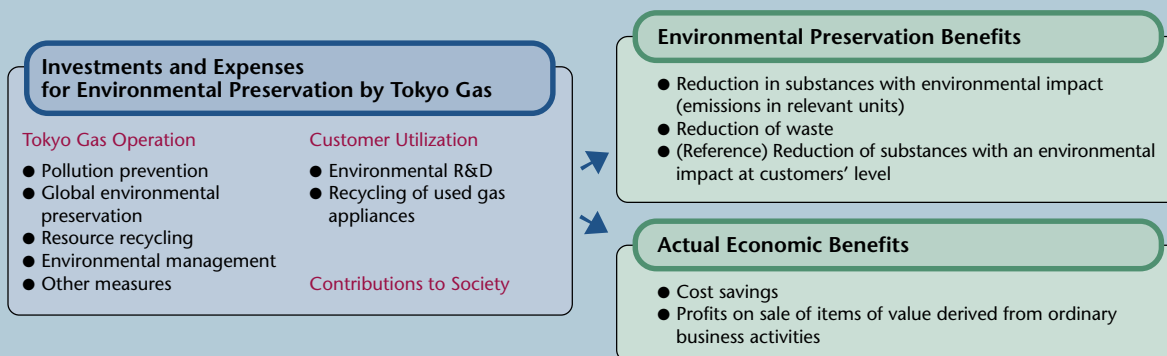 Investments and Expenses
for Environmental Preservation by Tokyo Gas
Tokyo Gas Operation
● Pollution prevention
● Global environmental
preservation
● Resource recycling
● Environmental management
● Other measures
Customer Utilization
● Environmental R&D
● Recycling of used gas
appliances
Contributions to Society
Environmental Preservation Benefits
● Reduction in substances with environmental impact
(emissions in relevant units)
● Reduction of waste
● (Reference) Reduction of substances with an environmental
impact at customers’ level
Actual Economic Benefits
● Cost savings
● Profits on sale of items of value derived from ordinary
business activities